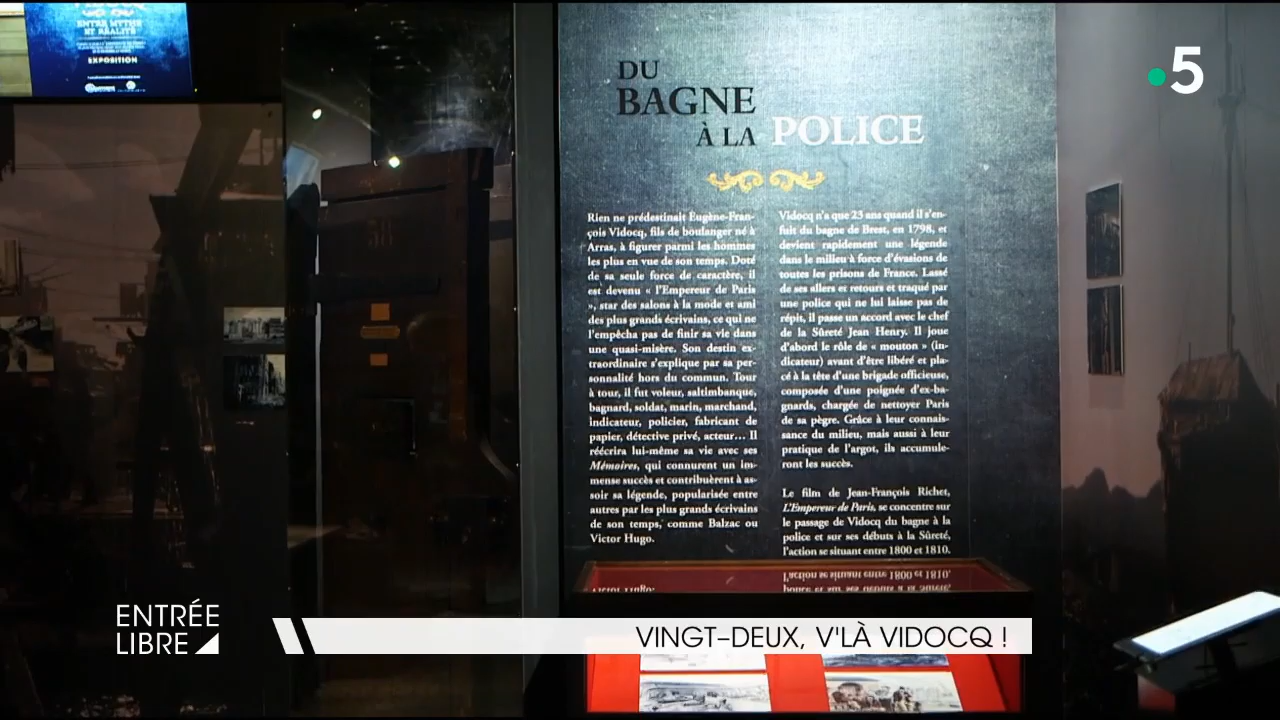 ENTRE MYTHE
ET RÉALITÉ
EXPOSITION
5
DU
BAGNE
À LA POLICE
Rien ne prédestinait Eugène-Fran-
çois Vidocq, fils de boulanger né à
Arras, à figurer parmi les hommes
les plus en vue de son temps. Doté
de sa seule force de caractère, il
est devenu « l'Empereur de Paris
», star des salons à la mode et ami
des plus grands écrivains, ce qui ne
l'empêcha pas de finir sa vie dans
une quasi-misère. Son destin ex-
traordinaire s'explique par sa per-
sonnalité hors du commun. Tour
à tour, il fut voleur, saltimbanque,
bagnard, soldat, marin, marchand,
indicateur, policier, fabricant de
papier, détective privé, acteur... Il
réécrira lui-même sa vie avec ses
Mémoires, qui connurent un im-
mense succès et contribuèrent à as-
soir sa légende, popularisée entre
autres par les plus grands écrivains
de son temps, comme Balzac ou
Victor Hugo.
Vidocq n'a que 23 ans quand il s'en-
fuit du bagne de Brest, en 1798, et
devient rapidement une légende
dans le milieu à force d'évasions de
toutes les prisons de France. Lassé
de ses allers et retours et traqué par
une police qui ne lui laisse pas de
répit, il passe un accord avec le chef
de la Sûreté Jean Henry. Il joue
d'abord le rôle de « mouton » (in-
dicateur) avant d'être libéré et pla-
cé à la tête d'une brigade officieuse,
composée d'une poignée d'ex-ba-
gnards, chargée de nettoyer Paris
de sa pègre. Grâce à leur connais-
sance du milieu, mais aussi à leur
pratique de l'argot, ils accumule-
ront les succès.
Le film de Jean-François Richet,
L'Empereur de Paris, se concentre sur
le passage de Vidocq du bagne à la
police et sur ses débuts à la Sûreté,
l'action se situant entre 1800 et 1810.
58
ENTRÉE
LIBRE
VINGT-DEUX, V'LÀ VIDOCQ !